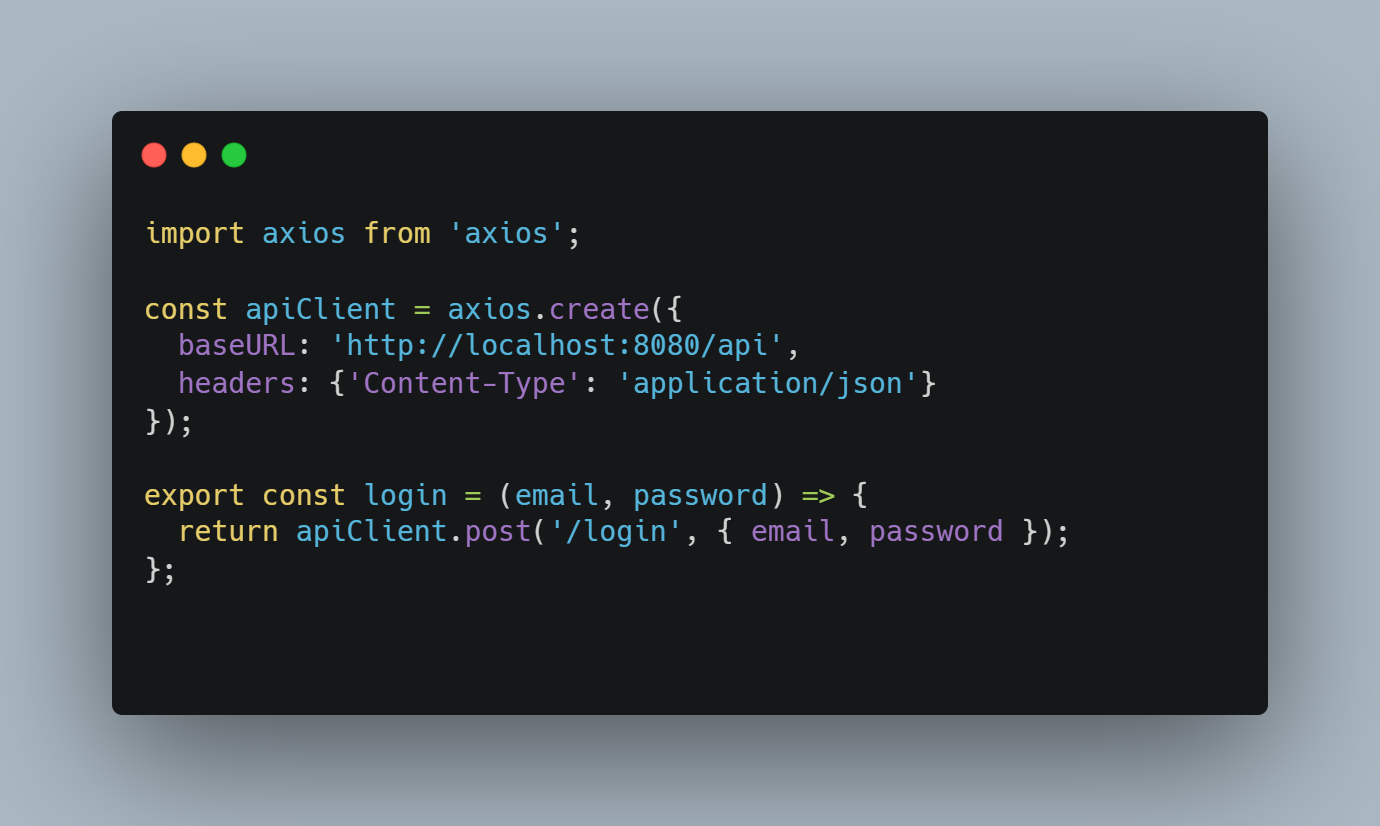 import axios from 'axios';
const apiClient = axios.create({
  baseURL: 'http://localhost:8080/api',
  headers: {'Content-Type': 'application/json'}
});
export const login = (email, password) => {
  return apiClient.post('/login', { email, password });
};